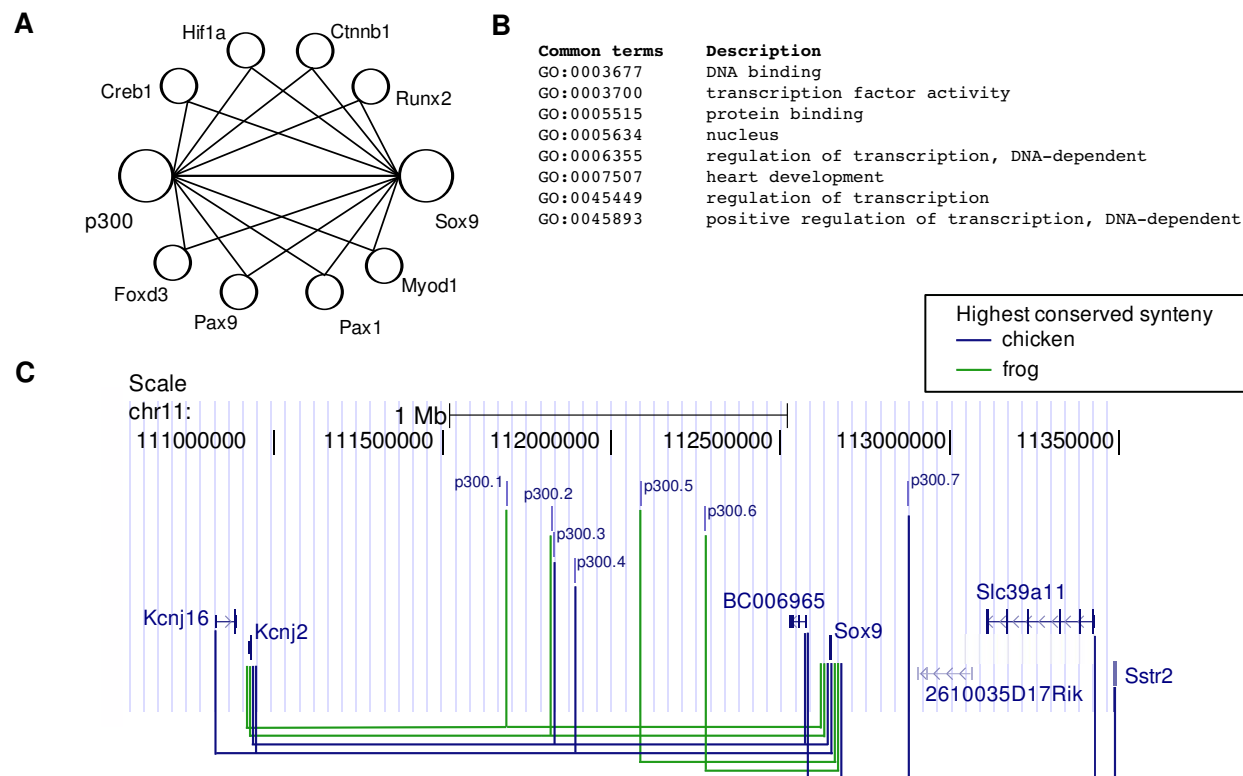 A
Hif1a
Ctnnb1
Creb1
Runx2
p300
Sox9
Foxd3
Myod1
Pax9
Pax1
B
Common terms Description
GO:0003677 DNA binding
GO:0003700 transcription factor activity
GO:0005515 protein binding
GO:0005634 nucleus
GO:0006355 regulation of transcription, DNA-dependent
GO:0007507 heart development
GO:0045449 regulation of transcription
GO:0045893 positive regulation of transcription, DNA-dependent
Highest conserved synteny
chicken
frog
C
Scale
chr11:
1 Mb
111000000 111500000 112000000 112500000 113000000 11350000
p300.1
p300.2
p300.3
p300.4
p300.5
p300.6
p300.7
Kcnj16
Kcnj2
BC006965
Sox9
Slc39a11
2610035D17Rik
Sstr2